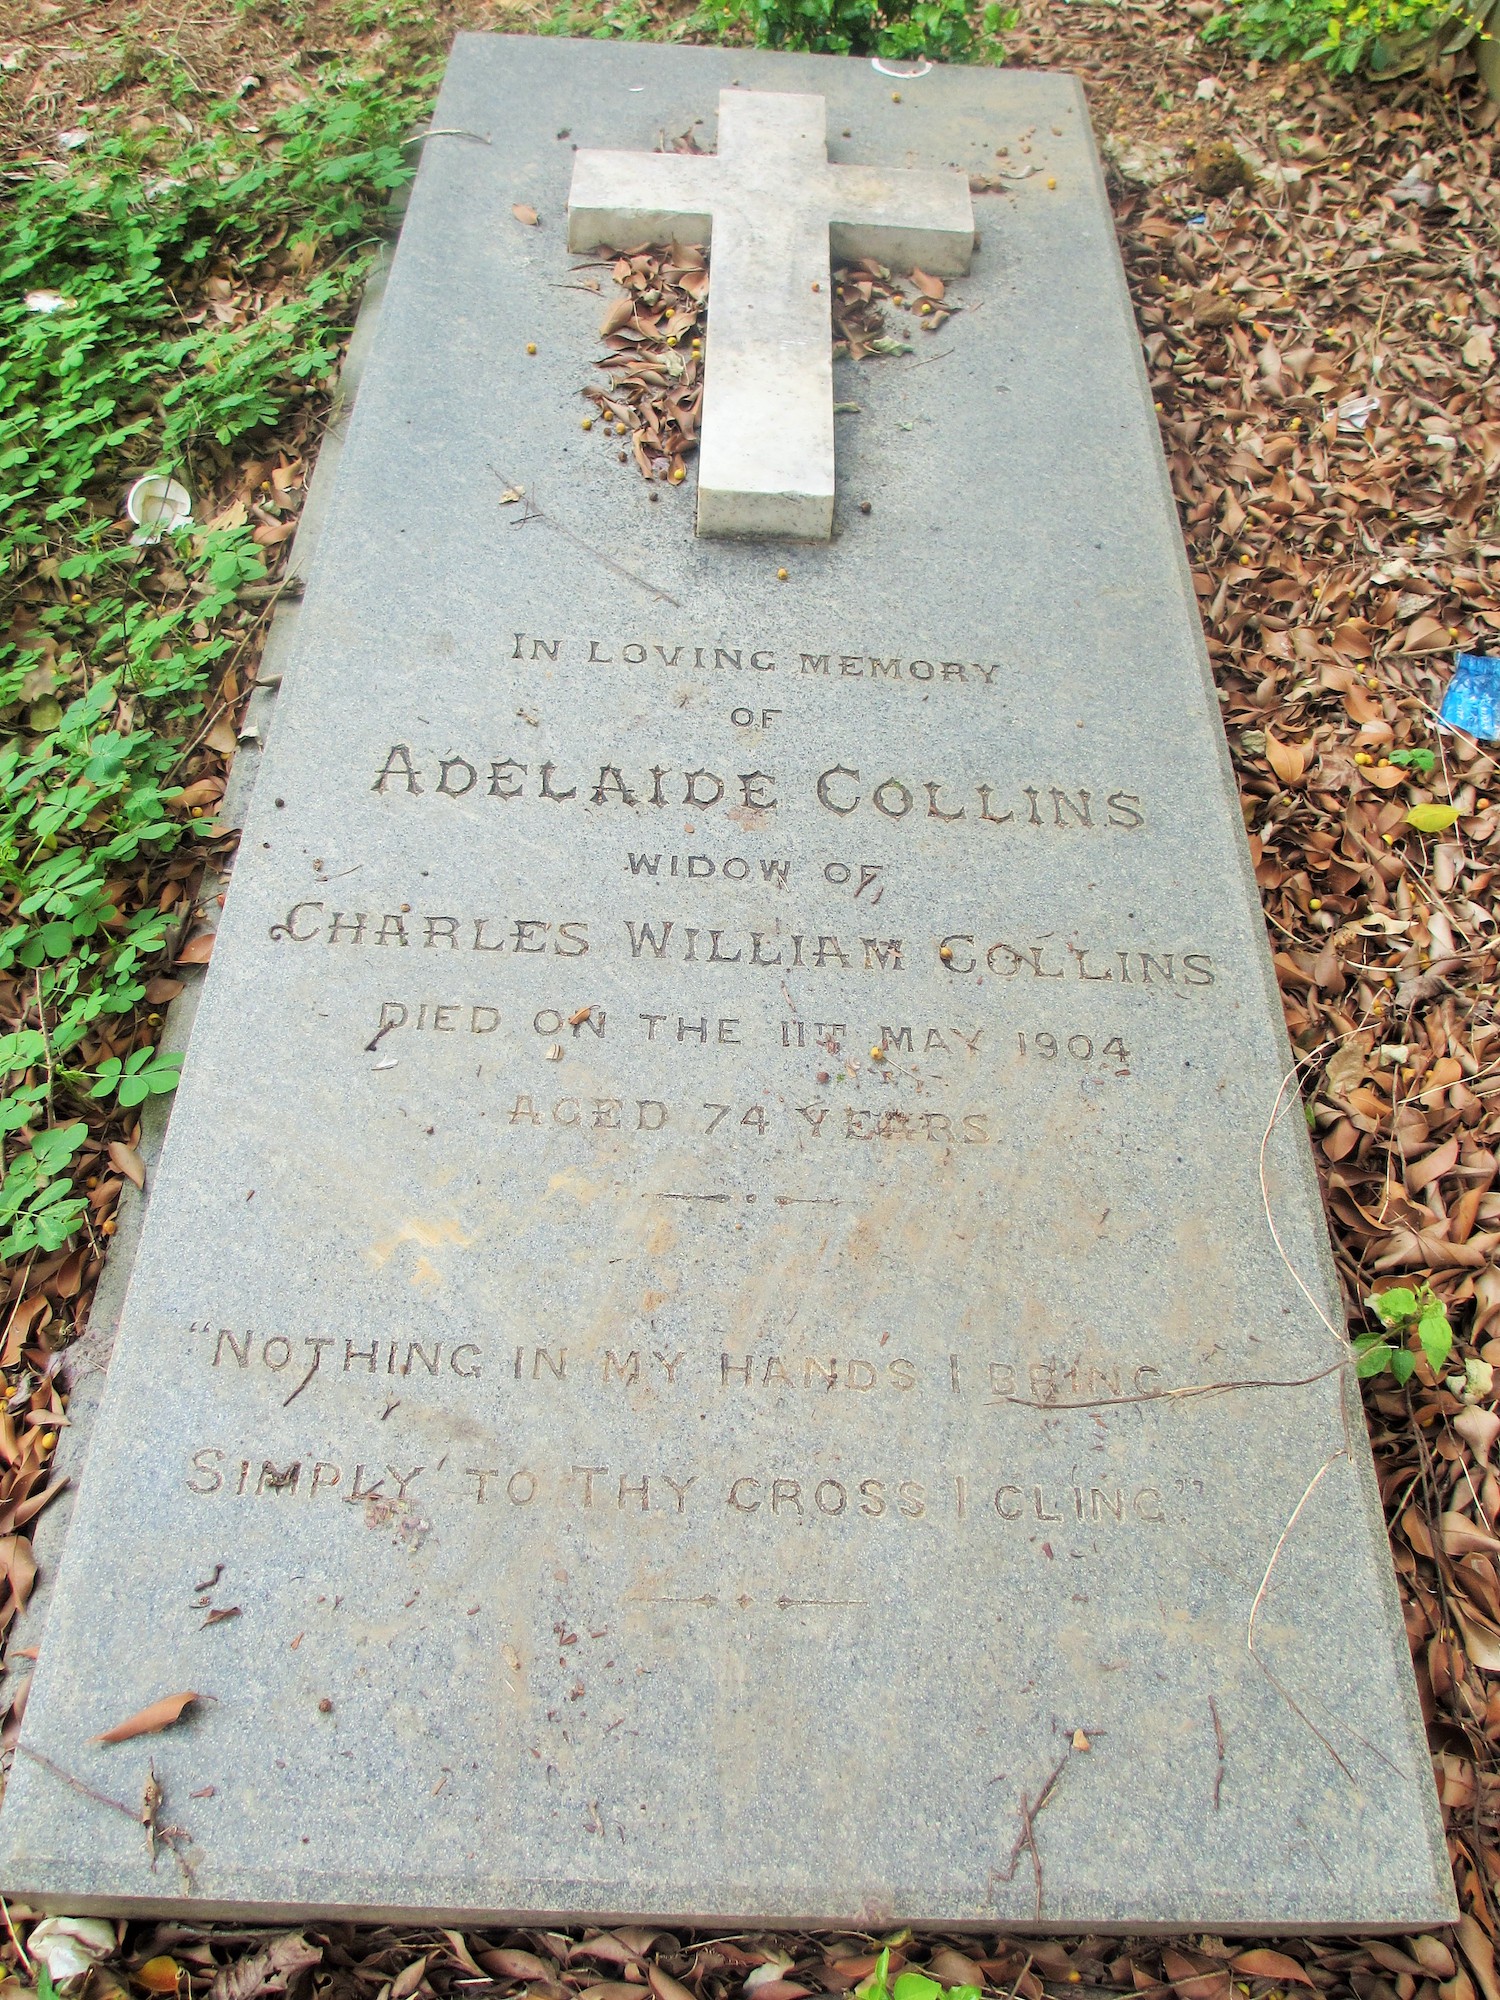 IN LOVING MEMORY
OF
ADELAIDE COLLINS
WIDOW OF
CHARLES WILLIAM COLLINS
DIED ON THE 11TH MAY 1904
AGED 74 YEARS
"NOTHING IN MY HANDS I BRING
SIMPLY TO THY CROSS I CLING"